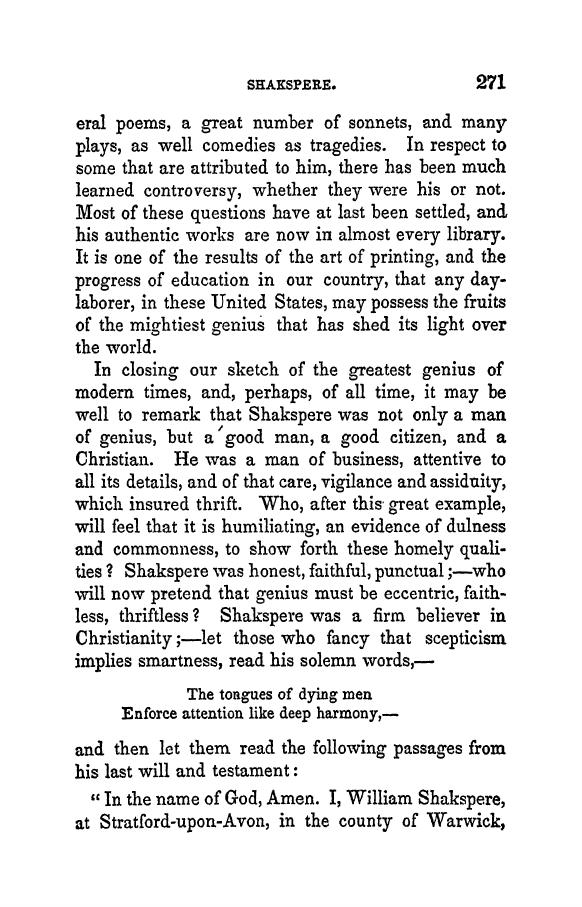 SHAKSPERE. 271
eral poems, a great number of sonnets, and many
plays, as well comedies as tragedies. In respect to
some that are attributed to him, there has been much
learned controversy, whether they were his or not.
Most of these questions have at last been settled, and
his authentic works are now in almost every library.
It is one of the results of the art of printing, and the
progress of education in our country, that any day-
laborer, in these United States, may possess the fruits
of the mightiest genius that has shed its light over
the world.
In closing our sketch of the greatest genius of
modern times, and, perhaps, of all time, it may be
well to remark that Shakspere was not only a man
of genius, but a good man, a good citizen, and a
Christian. He was a man of business, attentive to
all its details, and of that care, vigilance and assiduity,
which insured thrift. Who, after this great example,
will feel that it is humiliating, an evidence of dulness
and commonness, to show forth these homely quali-
ties? Shakspere was honest, faithful, punctual;—who
will now pretend that genius must be eccentric, faith-
less, thriftless? Shakspere was a firm believer in
Christianity;—let those who fancy that scepticism
implies smartness, read his solemn words,—
The tongues of dying men
Enforce attention like deep harmony,—
and then let them read the following passages from
his last will and testament:
“In the name of God, Amen. I, William Shakspere,
at Stratford-upon-Avon, in the county of Warwick,